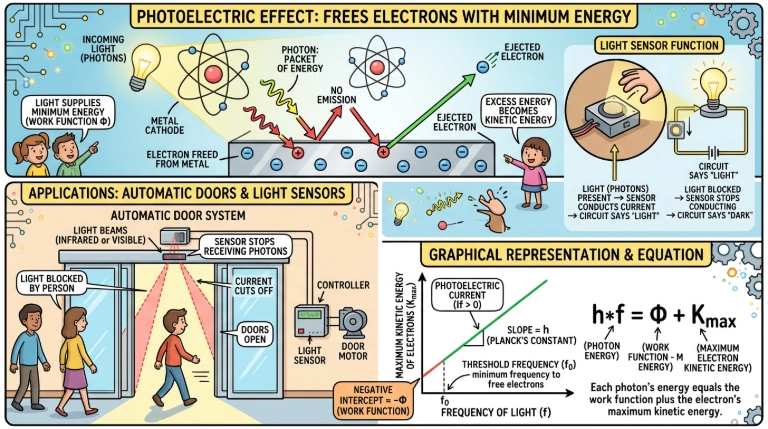 PHOTOELECTRIC EFFECT: FREES ELECTRONS WITH MINIMUM ENERGY
INCOMING
LIGHT
(PHOTONS)
PHOTON:
PACKET
OF ENERGY
EJECTED
ELECTRON
LIGHT SUPPLIES
MINIMUM ENERGY
(WORK FUNCTION Φ)
METAL
CATHODE
NO
EMISSION
EJECTED
ELECTRON
EXCESS ENERGY
BECOMES
KINETIC ENERGY
ELECTRON FREED
FROM METAL
LIGHT SENSOR FUNCTION
LIGHT (PHOTONS)
PRESENT → SENSOR
CONDUCTS CURRENT
→ CIRCUIT SAYS "LIGHT"
CIRCUIT
SAYS "LIGHT"
LIGHT BLOCKED
→ SENSOR STOPS
CONDUCTING
→ CIRCUIT SAYS "DARK"
APPLICATIONS: AUTOMATIC DOORS & LIGHT SENSORS
AUTOMATIC DOOR SYSTEM
LIGHT BEAMS
(INFRARED or VISIBLE)
SENSOR STOPS
RECEIVING PHOTONS
LIGHT BLOCKED
BY PERSON
CURRENT
CUTS OFF
DOORS
OPEN
CONTROLLER
LIGHT
SENSOR
DOOR
MOTOR
GRAPHICAL REPRESENTATION & EQUATION
MAXIMUM KINETIC ENERGY
OF ELECTRONS (Kmax)
PHOTOELECTRIC
CURRENT
(If > 0)
SLOPE = h
(PLANCK'S CONSTANT)
THRESHOLD FREQUENCY (f₀)
minimum frequency to
free electrons
NEGATIVE
INTERCEPT = –Φ
(WORK FUNCTION)
f₀
FREQUENCY OF LIGHT (f)
h*f = Φ + Kmax
(PHOTON
ENERGY)
(WORK
FUNCTION – M
ENERGY)
(MAXIMUM
ELECTRON
KINETIC ENERGY)
Each photon's energy equals the
work function plus the electron's
maximum kinetic energy.